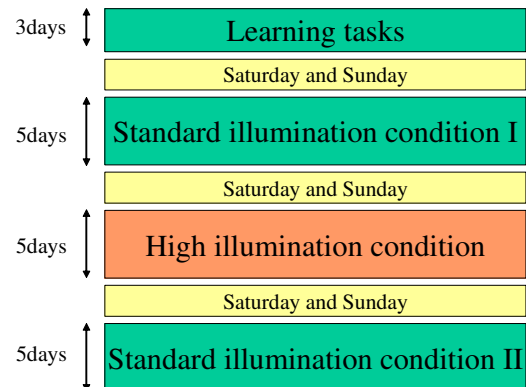 3days
Learning tasks
Saturday and Sunday
5days
Standard illumination condition I
Saturday and Sunday
5days
High illumination condition
Saturday and Sunday
5days
Standard illumination condition II